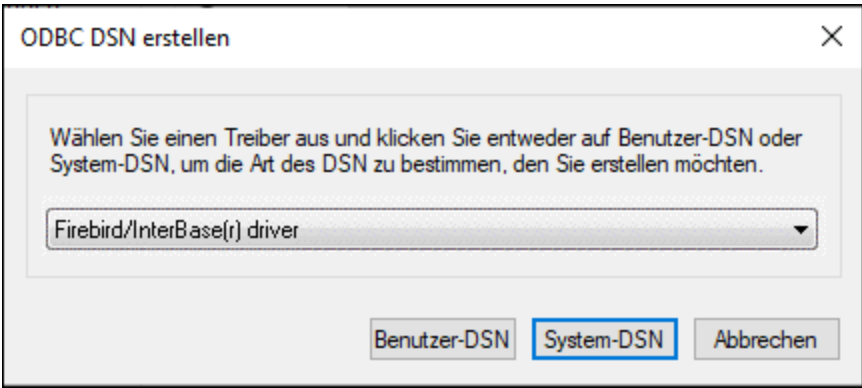 ODBC DSN erstellen
Wählen Sie einen Treiber aus und klicken Sie entweder auf Benutzer-DSN oder
System-DSN, um die Art des DSN zu bestimmen, den Sie erstellen möchten.
Firebird/InterBase(r) driver
Benutzer-DSN System-DSN Abbrechen